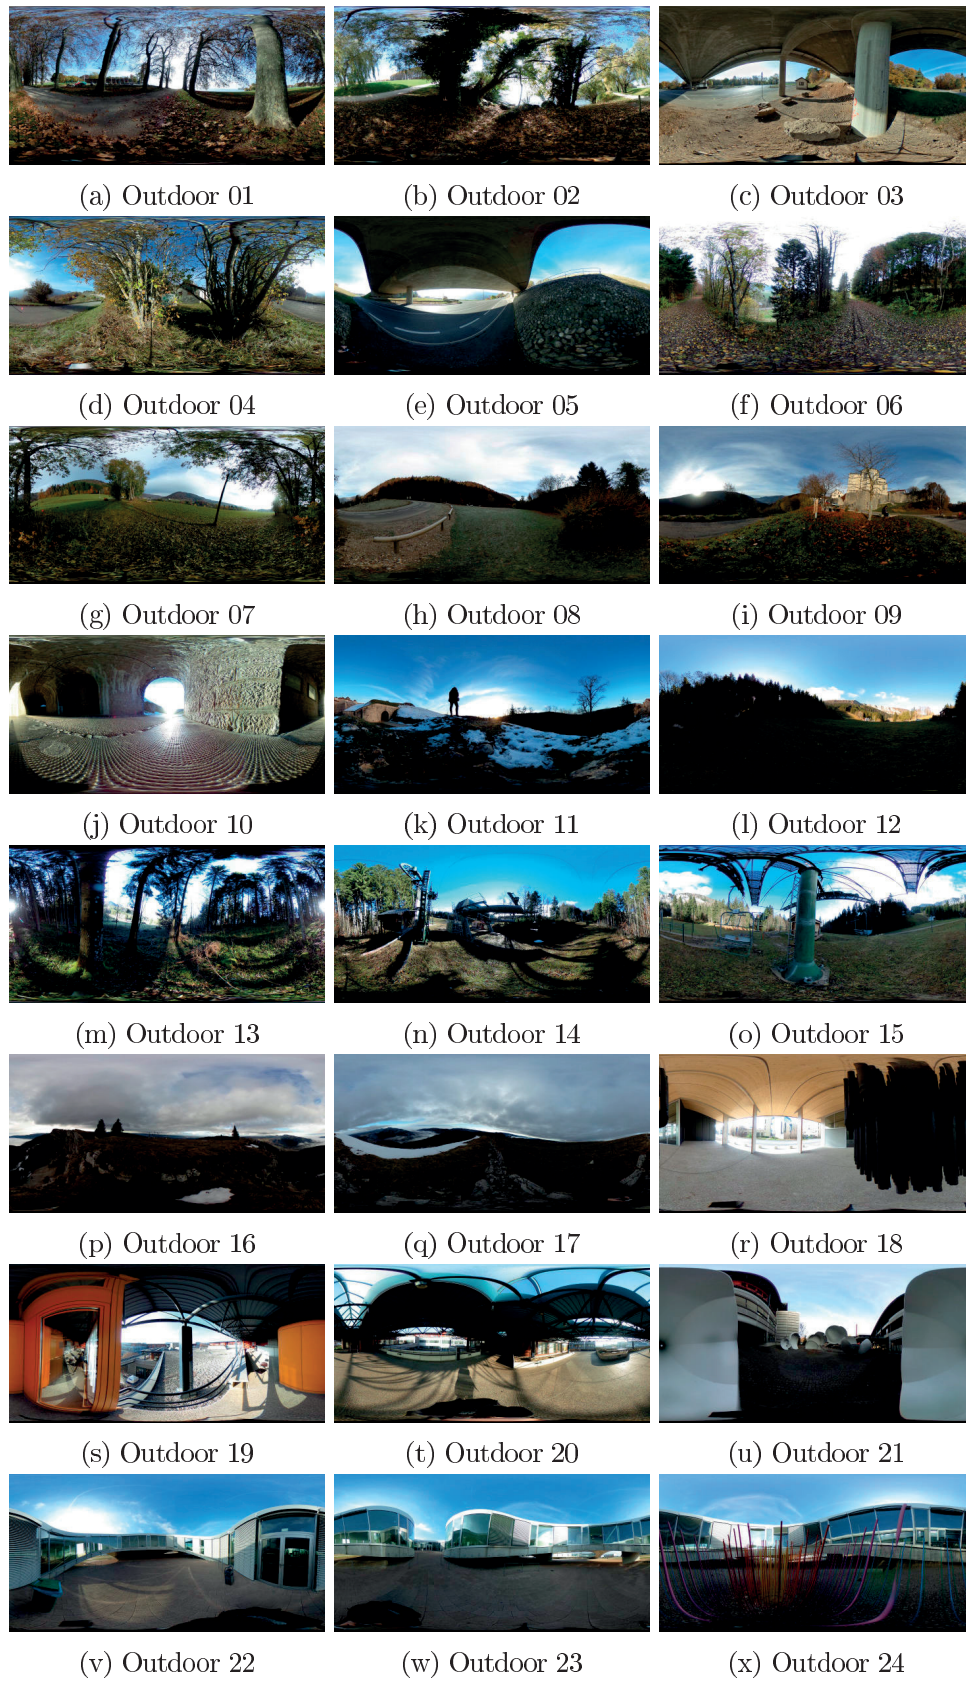 (a) Outdoor 01
(b) Outdoor 02
(c) Outdoor 03
(d) Outdoor 04
(e) Outdoor 05
(f) Outdoor 06
(g) Outdoor 07
(h) Outdoor 08
(i) Outdoor 09
(j) Outdoor 10
(k) Outdoor 11
(l) Outdoor 12
(m) Outdoor 13
(n) Outdoor 14
(o) Outdoor 15
(p) Outdoor 16
(q) Outdoor 17
(r) Outdoor 18
(s) Outdoor 19
(t) Outdoor 20
(u) Outdoor 21
(v) Outdoor 22
(w) Outdoor 23
(x) Outdoor 24